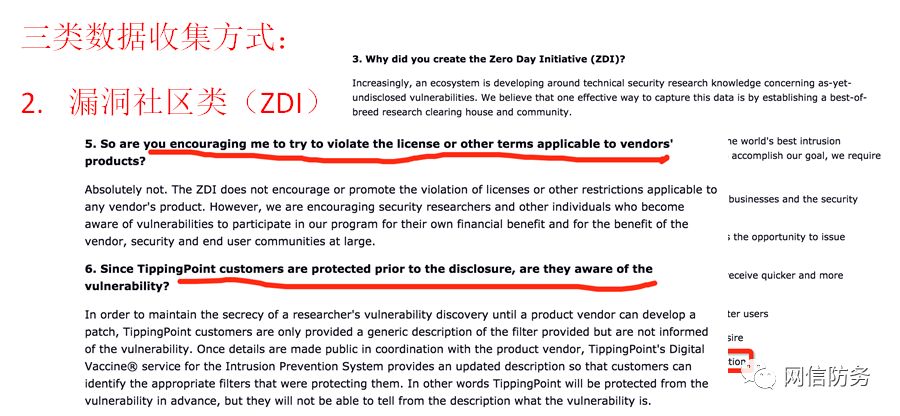 三类数据收集方式：
2. 漏洞社区类（ZDI）
3. Why did you create the Zero Day Initiative (ZDI)?
Increasingly, an ecosystem is developing around technical security research knowledge concerning as-yet-
undisclosed vulnerabilities. We believe that one effective way to capture this data is by establishing a best-of-
breed research clearing house and community.
5. So are you encouraging me to try to violate the license or other terms applicable to vendors'
products?
Absolutely not. The ZDI does not encourage or promote the violation of licenses or other restrictions applicable to
any vendor's product. However, we are encouraging security researchers and other individuals who become
aware of vulnerabilities to participate in our program for their own financial benefit and for the benefit of the
vendor, security and end user communities at large.
6. Since TippingPoint customers are protected prior to the disclosure, are they aware of the
vulnerability?
In order to maintain the secrecy of a researcher's vulnerability discovery until a product vendor can develop a
patch, TippingPoint customers are only provided a generic description of the filter provided but are not informed
of the vulnerability. Once details are made public in coordination with the product vendor, TippingPoint's Digital
Vaccine® service for the Intrusion Prevention System provides an updated description so that customers can
identify the appropriate filters that were protecting them. In other words TippingPoint will be protected from the
vulnerability in advance, but they will not be able to tell from the description what the vulnerability is.
the world's best intrusion
accomplish our goal, we require
businesses and the security
s the opportunity to issue
receive quicker and more
ter users
sire
tion
网信防务